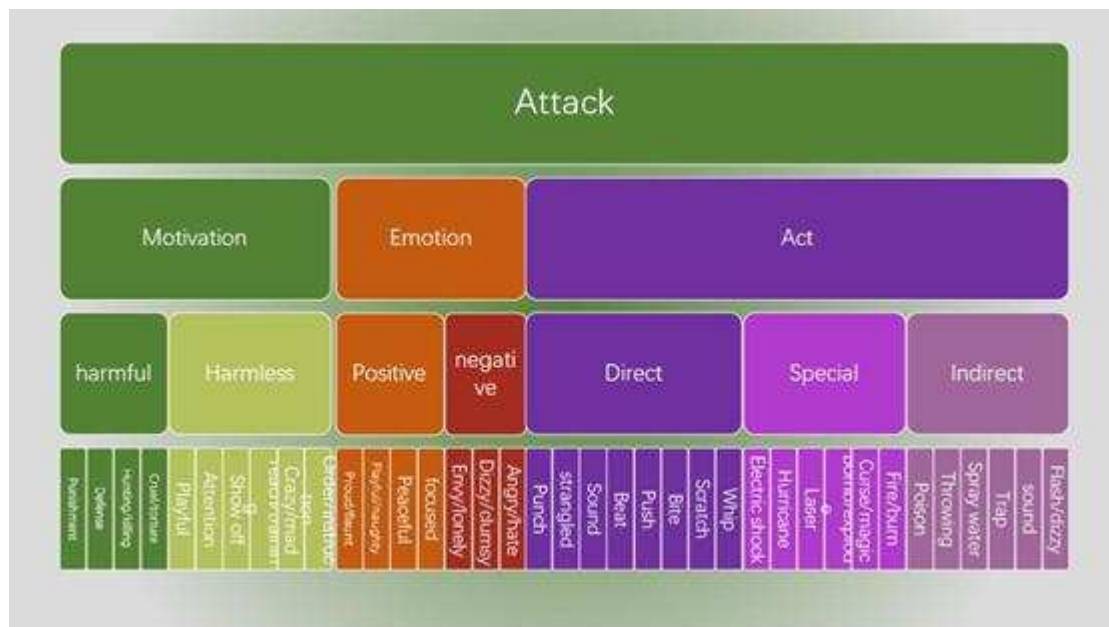 Attack
Motivation
Emotion
Act
harmful
Harmless
Positive
negati
ve
Direct
Special
Indirect
Punishment
Defense
Hunting/killing
Cruel/torture
Playful
Attention
Show off
Crazy/mad
Proud/flaunt
Playful/naughty
Peaceful
focused
Envy/lonely
Dizzy/clumsy
Angry/hate
Punch
strangled
Sound
Beat
Push
Bite
Scratch
Whip
Electric shock
Hurricane
Laser
Curse/magic
Fire/burn
Poison
Throwing
Spray water
Trap
sound
Flash/dizzy